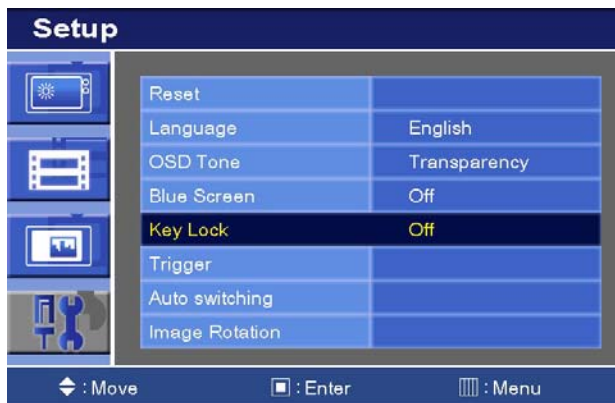 Setup
Reset
Language English
OSD Tone Transparency
Blue Screen Off
Key Lock Off
Trigger
Auto switching
Image Rotation
: Move : Enter : Menu